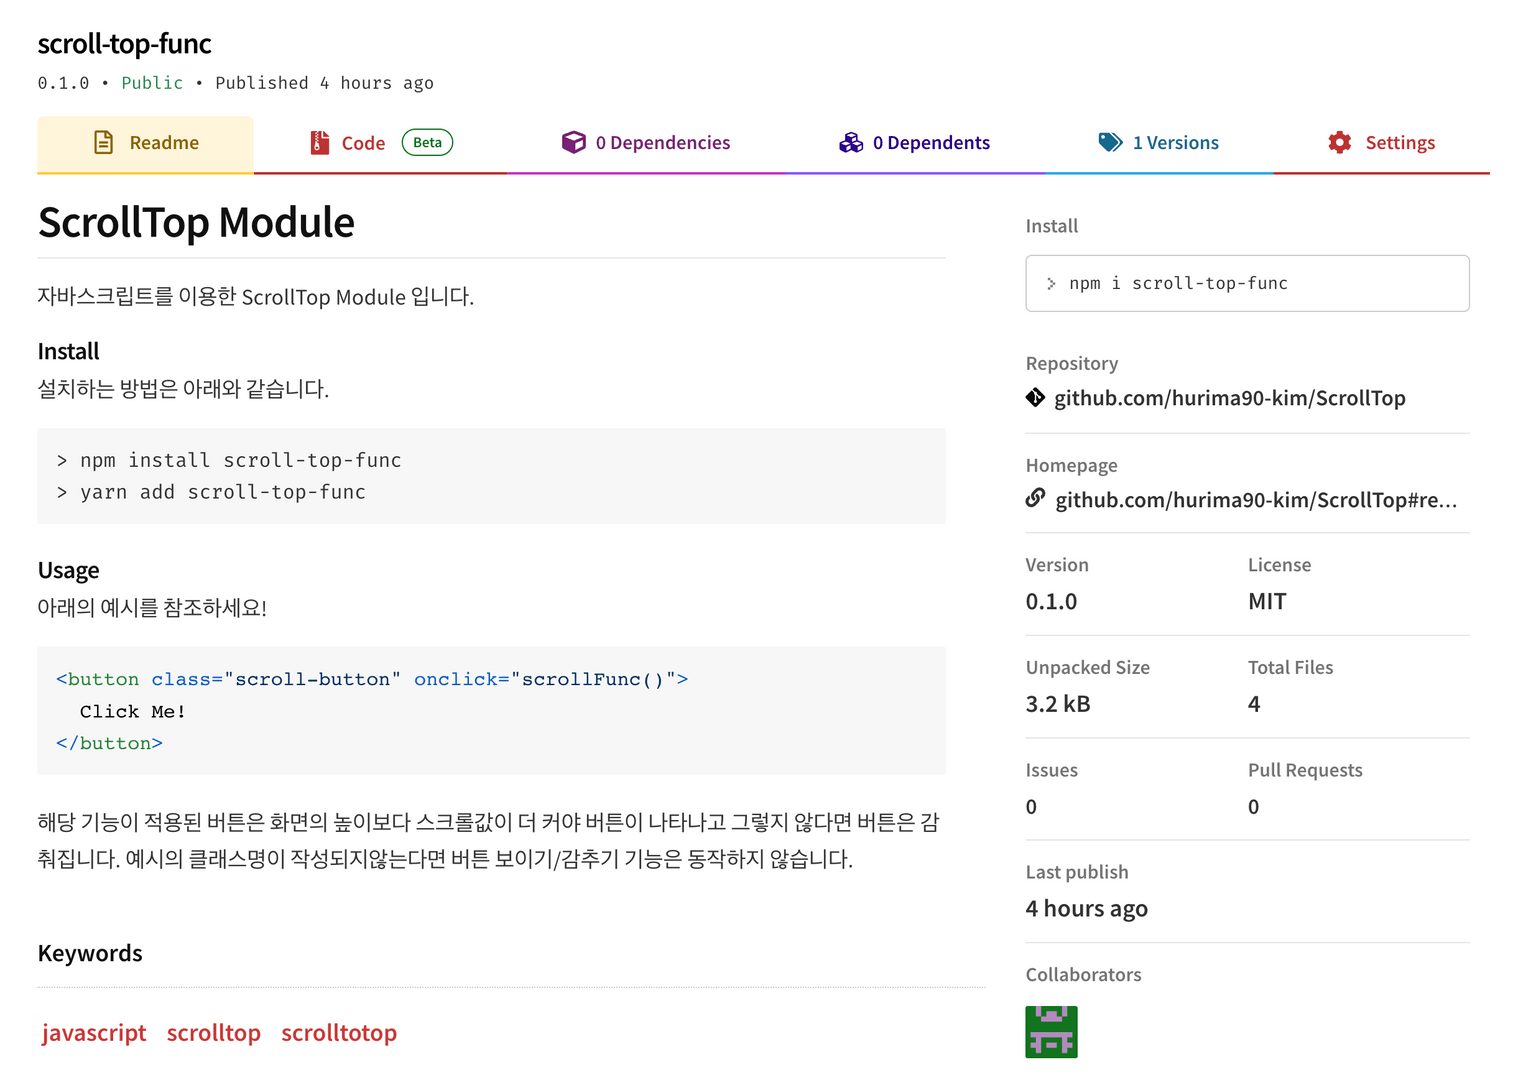 scroll-top-func
0.1.0 • Public • Published 4 hours ago
Readme
Code Beta
0 Dependencies
0 Dependents
1 Versions
Settings
ScrollTop Module
자바스크립트를 이용한 ScrollTop Module 입니다.
Install
설치하는 방법은 아래와 같습니다.
> npm install scroll-top-func
> yarn add scroll-top-func
Usage
아래의 예시를 참조하세요!
<button class="scroll-button" onclick="scrollFunc()">
  Click Me!
</button>
해당 기능이 적용된 버튼은 화면의 높이보다 스크롤값이 더 커야 버튼이 나타나고 그렇지 않다면 버튼은 감
춰집니다. 예시의 클래스명이 작성되지않는다면 버튼 보이기/감추기 기능은 동작하지 않습니다.
Keywords
javascript scrolltop scrolltotop
Install
> npm i scroll-top-func
Repository
github.com/hurima90-kim/ScrollTop
Homepage
github.com/hurima90-kim/ScrollTop#re...
Version License
0.1.0 MIT
Unpacked Size Total Files
3.2 kB 4
Issues Pull Requests
0 0
Last publish
4 hours ago
Collaborators